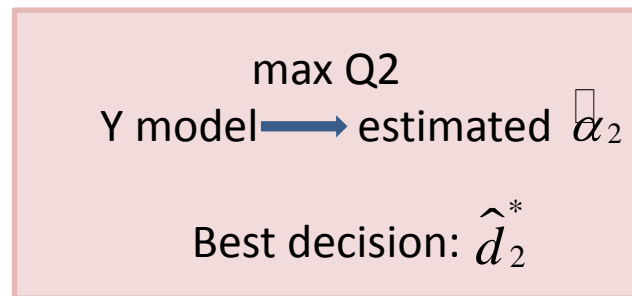 max Q2
Y model estimated α₂
Best decision: d̂₂*